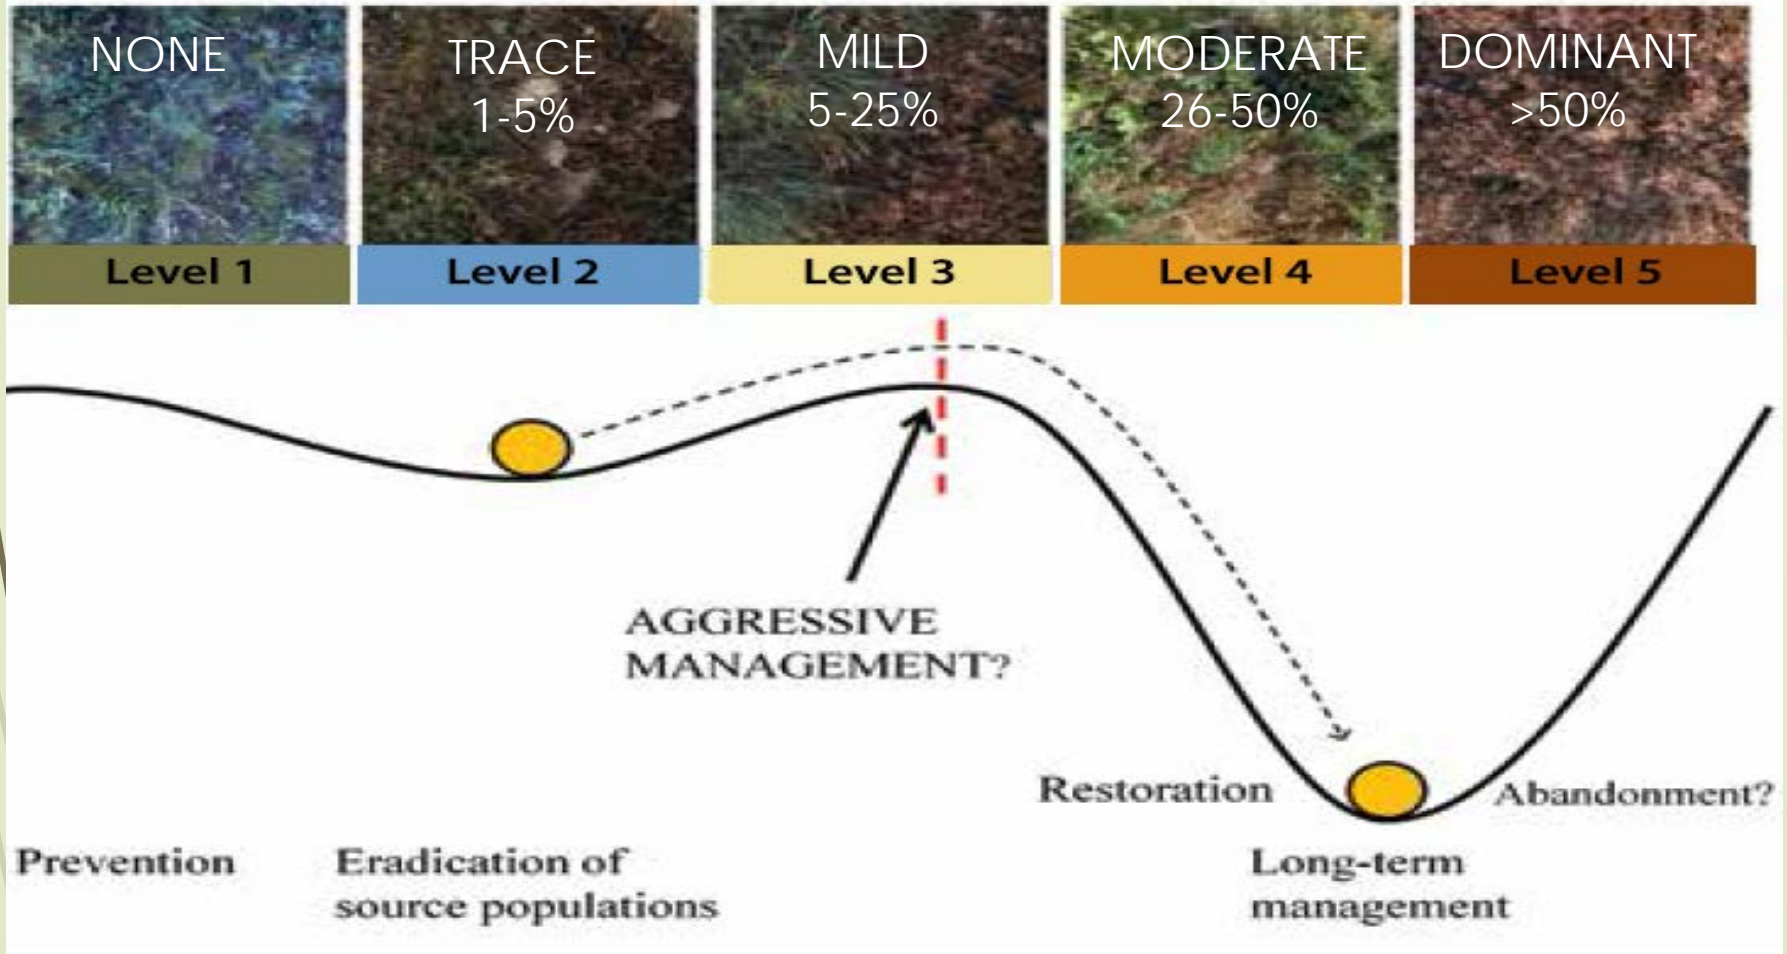 NONE
TRACE
1-5%
MILD
5-25%
MODERATE
26-50%
DOMINANT
>50%
Level 1
Level 2
Level 3
Level 4
Level 5
AGGRESSIVE
MANAGEMENT?
Restoration
Abandonment?
Prevention
Eradication of
source populations
Long-term
management